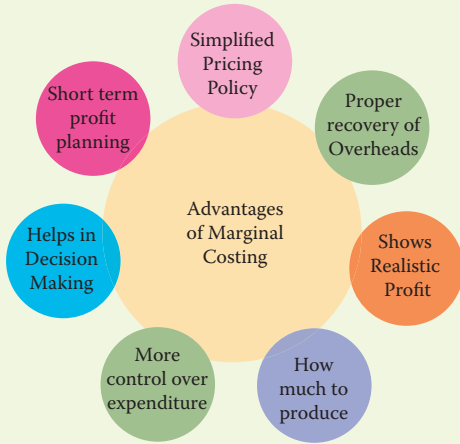 Simplified
Pricing
Policy
Short term
profit
planning
Proper
recovery of
Overheads
Advantages
of Marginal
Costing
Helps in
Decision
Making
Shows
Realistic
Profit
More
control over
expenditure
How
much to
produce